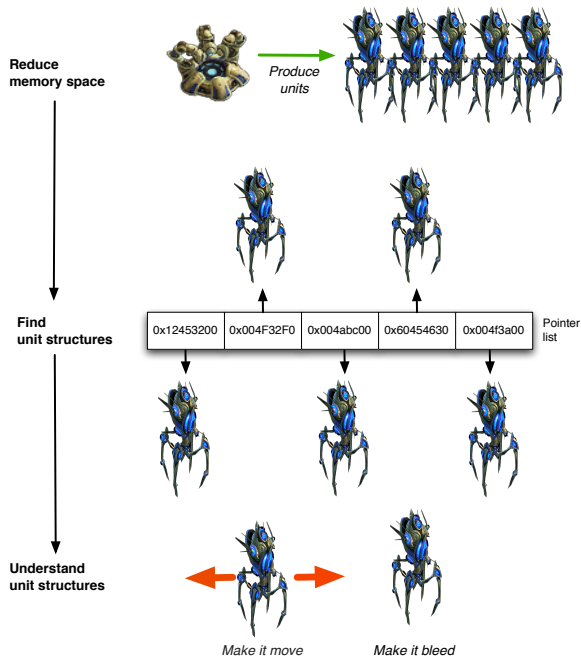 Reduce
memory space
Produce
units
Find
unit structures
0x12453200
0x004F32F0
0x004abc00
0x60454630
0x004f3a00
Pointer
list
Understand
unit structures
Make it move
Make it bleed